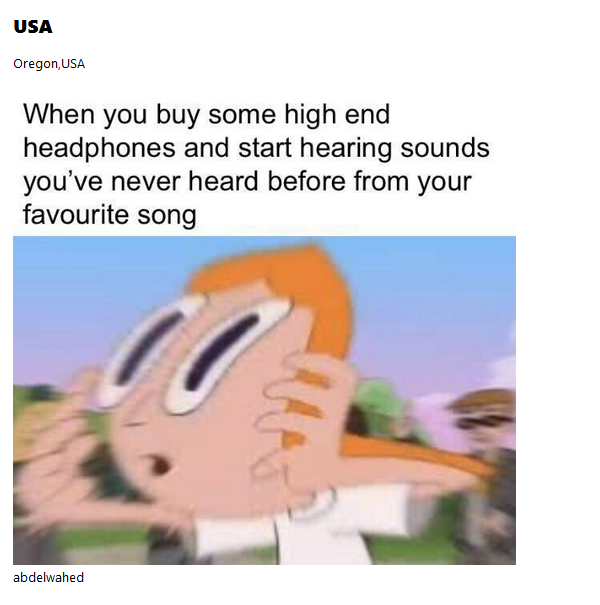 USA
Oregon,USA
When you buy some high end
headphones and start hearing sounds
you've never heard before from your
favourite song
abdelwahed